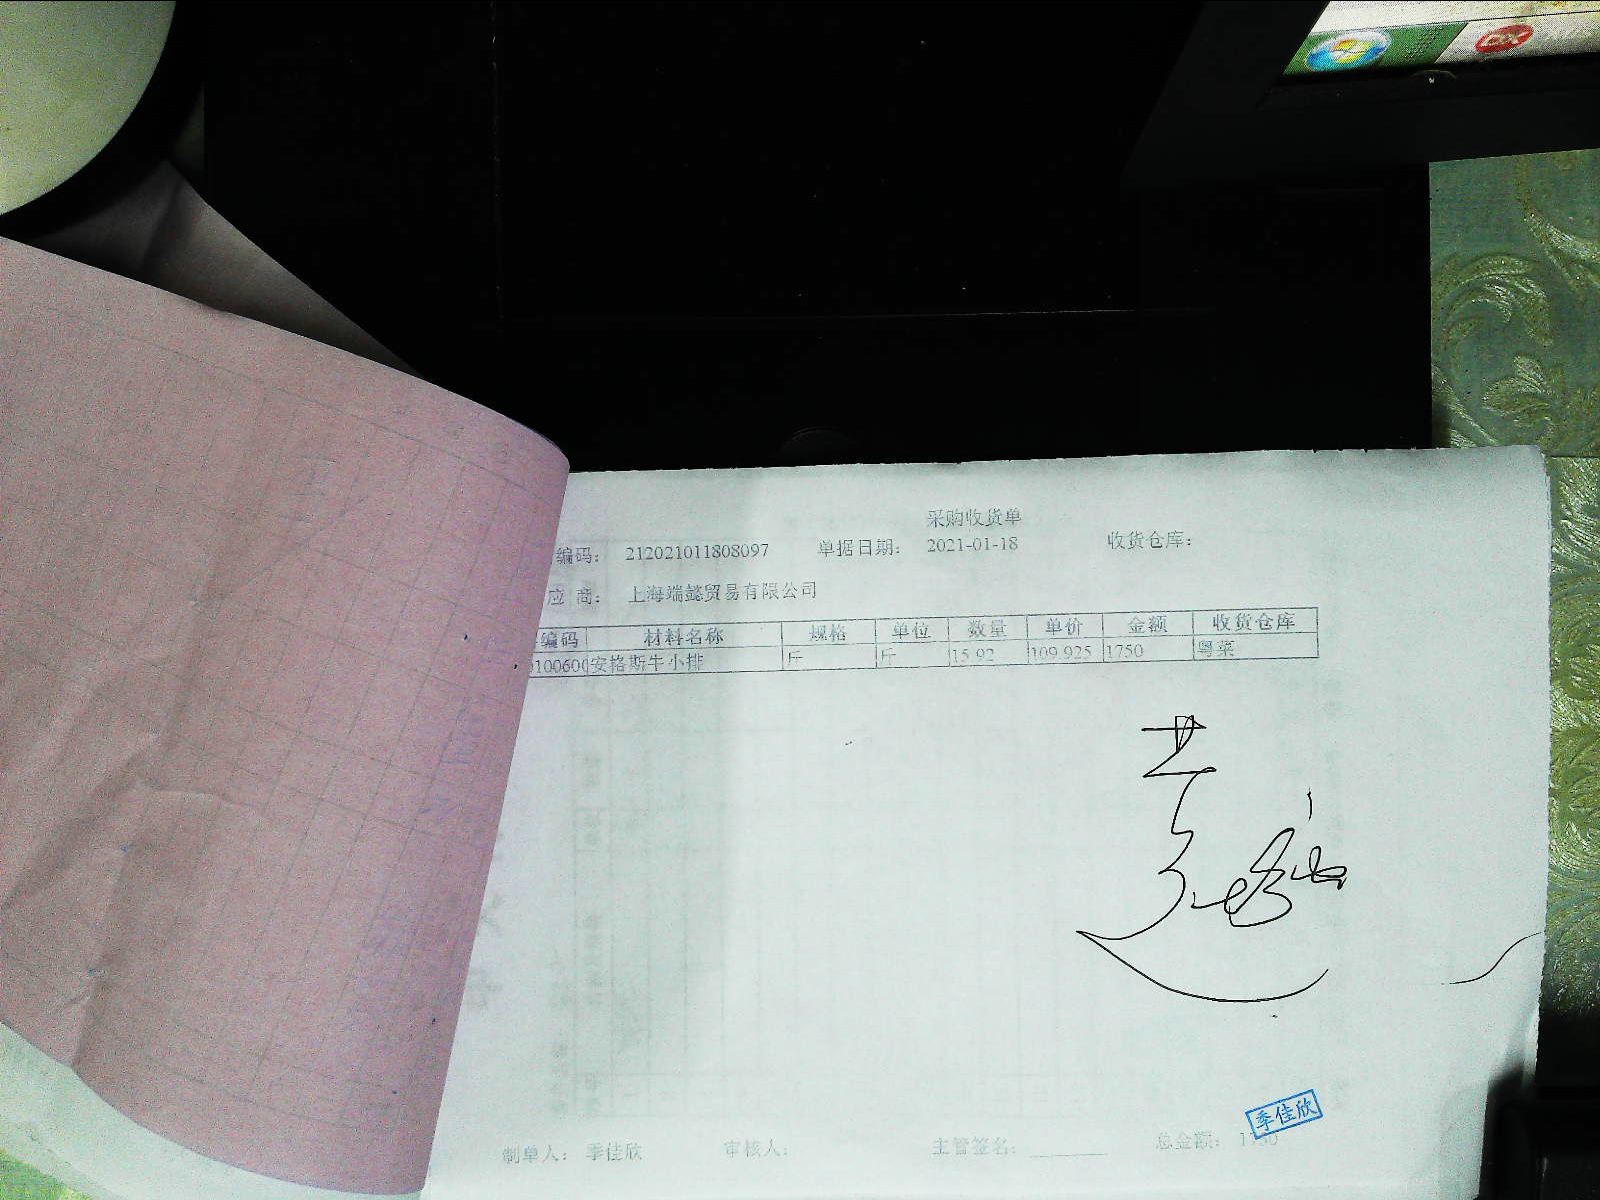 采购收货单
编码： 212021011808097 单据日期： 2021-01-18 收货仓库：
应 商： 上海端懿贸易有限公司
编码 材料名称 规格 单位 数量 单价 金额 收货仓库
0100600 安格斯牛小排 斤 斤 15.92 109.925 1750 粤菜
季佳欣
制单人： 季佳欣 审核人： 主管签名： 总金额： 1750